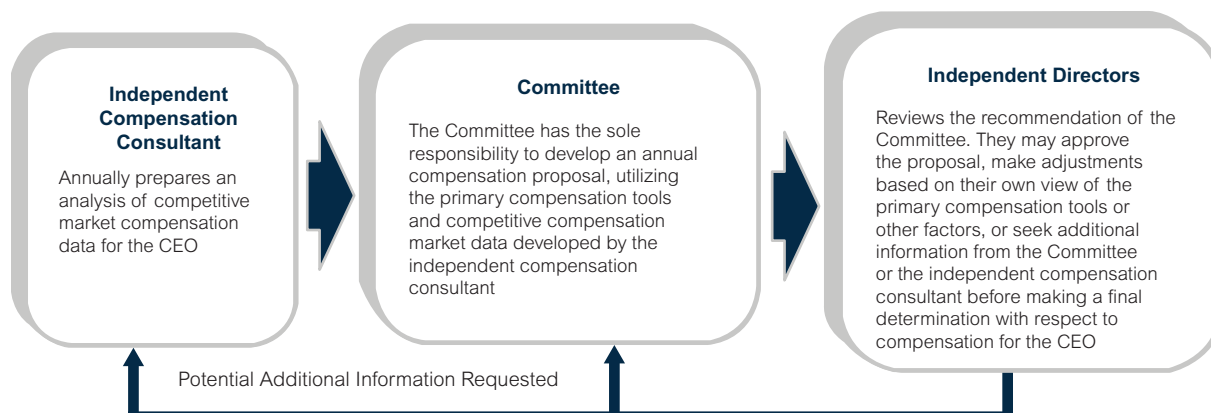 Independent
Compensation
Consultant
Annually prepares an
analysis of competitive
market compensation
data for the CEO
Committee
The Committee has the sole
responsibility to develop an annual
compensation proposal, utilizing
the primary compensation tools
and competitive compensation
market data developed by the
independent compensation
consultant
Independent Directors
Reviews the recommendation of the
Committee. They may approve
the proposal, make adjustments
based on their own view of the
primary compensation tools or
other factors, or seek additional
information from the Committee
or the independent compensation
consultant before making a final
determination with respect to
compensation for the CEO
Potential Additional Information Requested